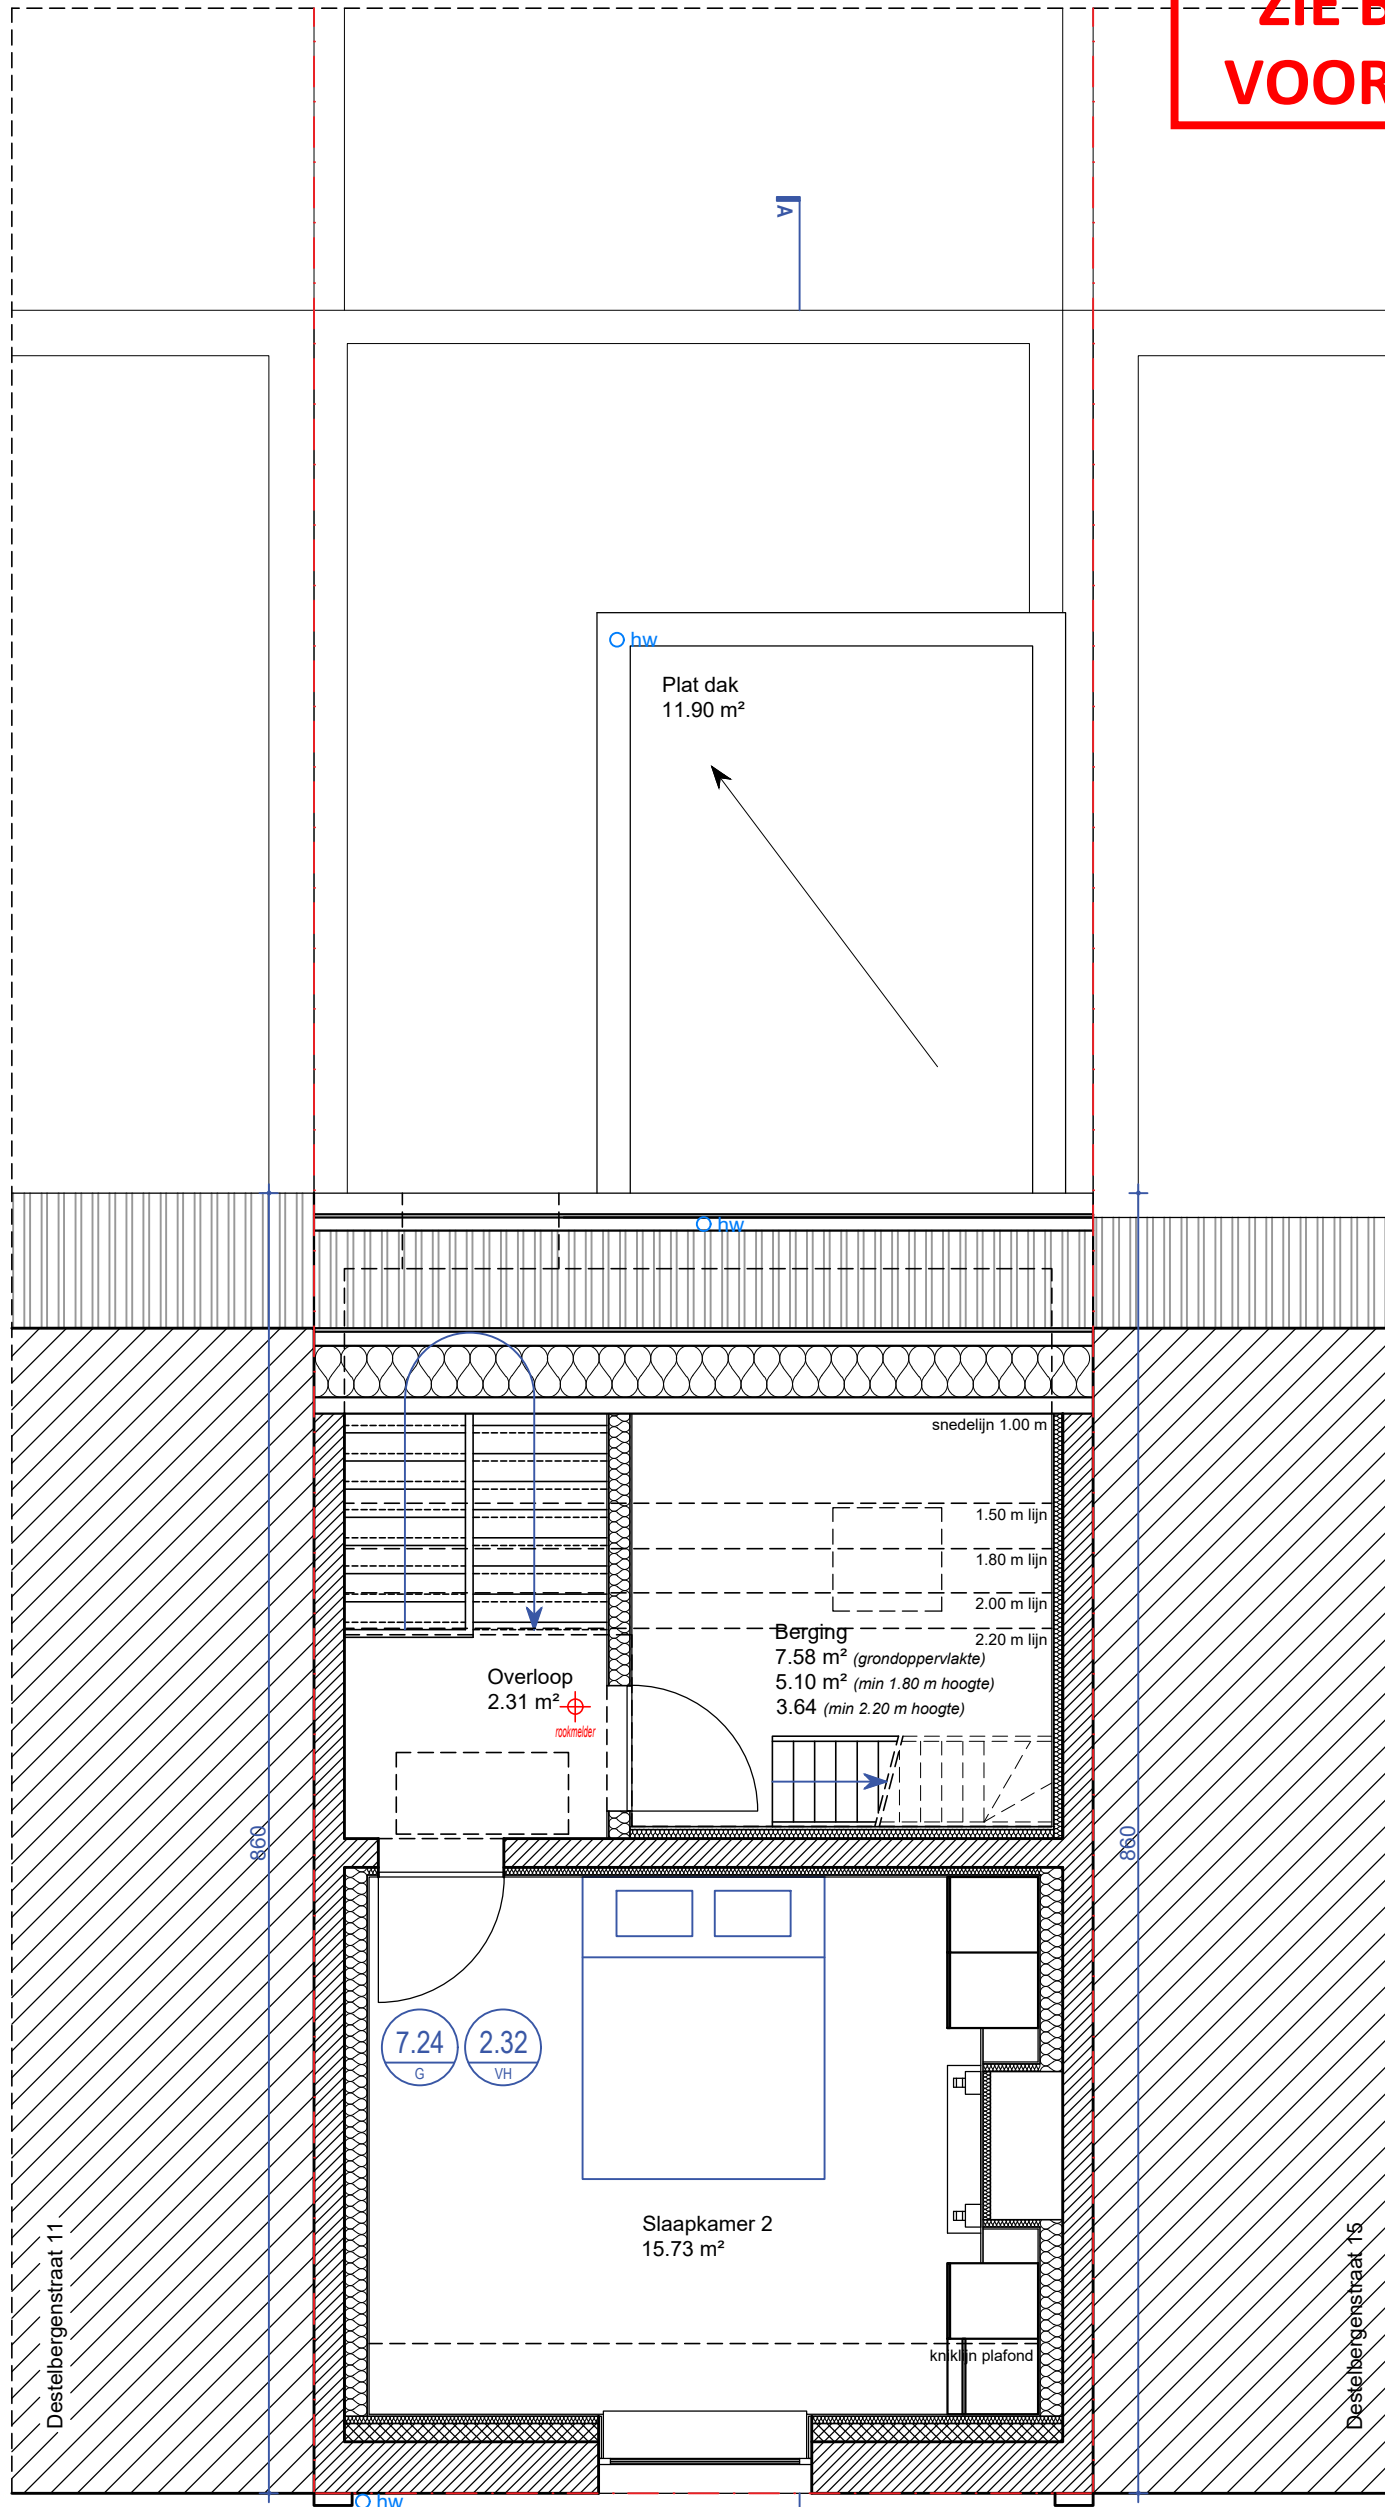 ZIE B
VOOR
A
hw
Plat dak
11.90 m²
hw
snedelijn 1.00 m
1.50 m lijn
1.80 m lijn
2.00 m lijn
2.20 m lijn
Berging
7.58 m² (grondoppervlakte)
5.10 m² (min 1.80 m hoogte)
3.64 (min 2.20 m hoogte)
Overloop
2.31 m²
rookmelder
860
860
7.24
G
2.32
VH
Slaapkamer 2
15.73 m²
kniklijn plafond
Destelbergenstraat 11
Destelbergenstraat 15
hw